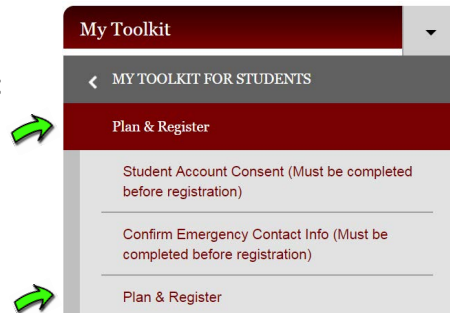 My Toolkit
MY TOOLKIT FOR STUDENTS
Plan & Register
Student Account Consent (Must be completed
before registration)
Confirm Emergency Contact Info (Must be
completed before registration)
Plan & Register